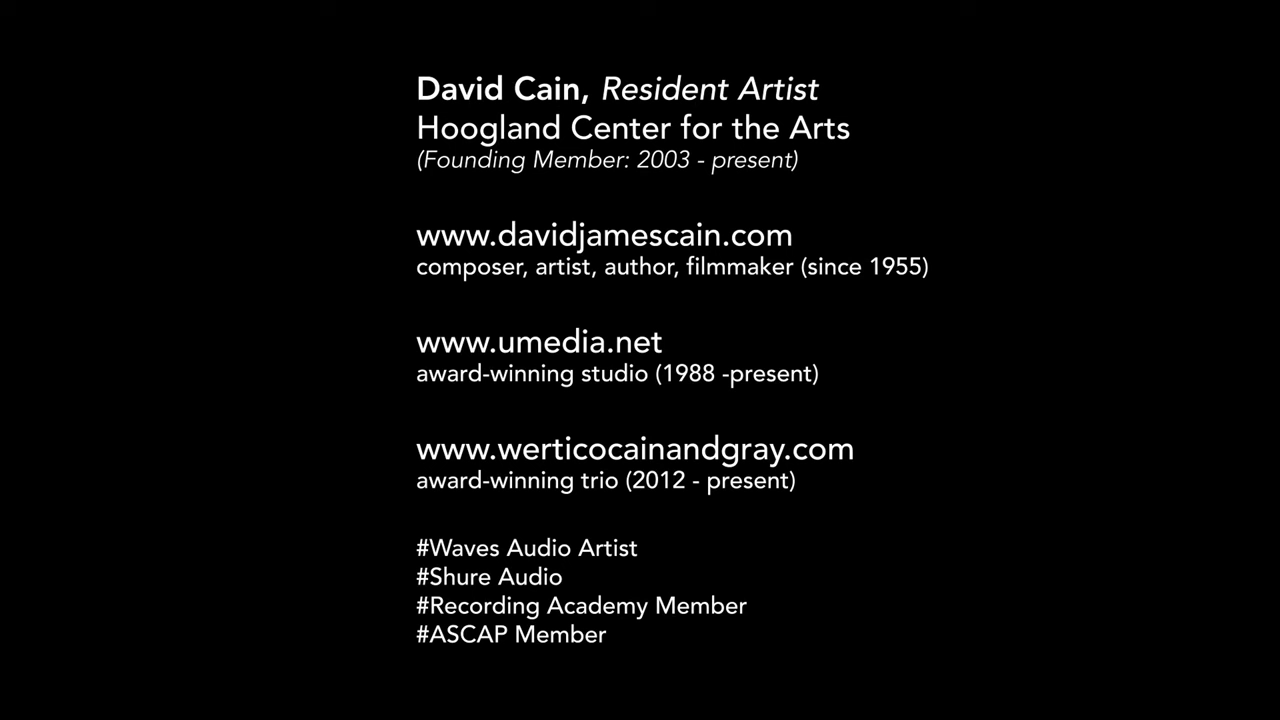 David Cain, Resident Artist
Hoogland Center for the Arts
(Founding Member: 2003 - present)
www.davidjamescain.com
composer, artist, author, filmmaker (since 1955)
www.umedia.net
award-winning studio (1988 -present)
www.werticocainandgray.com
award-winning trio (2012 - present)
#Waves Audio Artist
#Shure Audio
#Recording Academy Member
#ASCAP Member